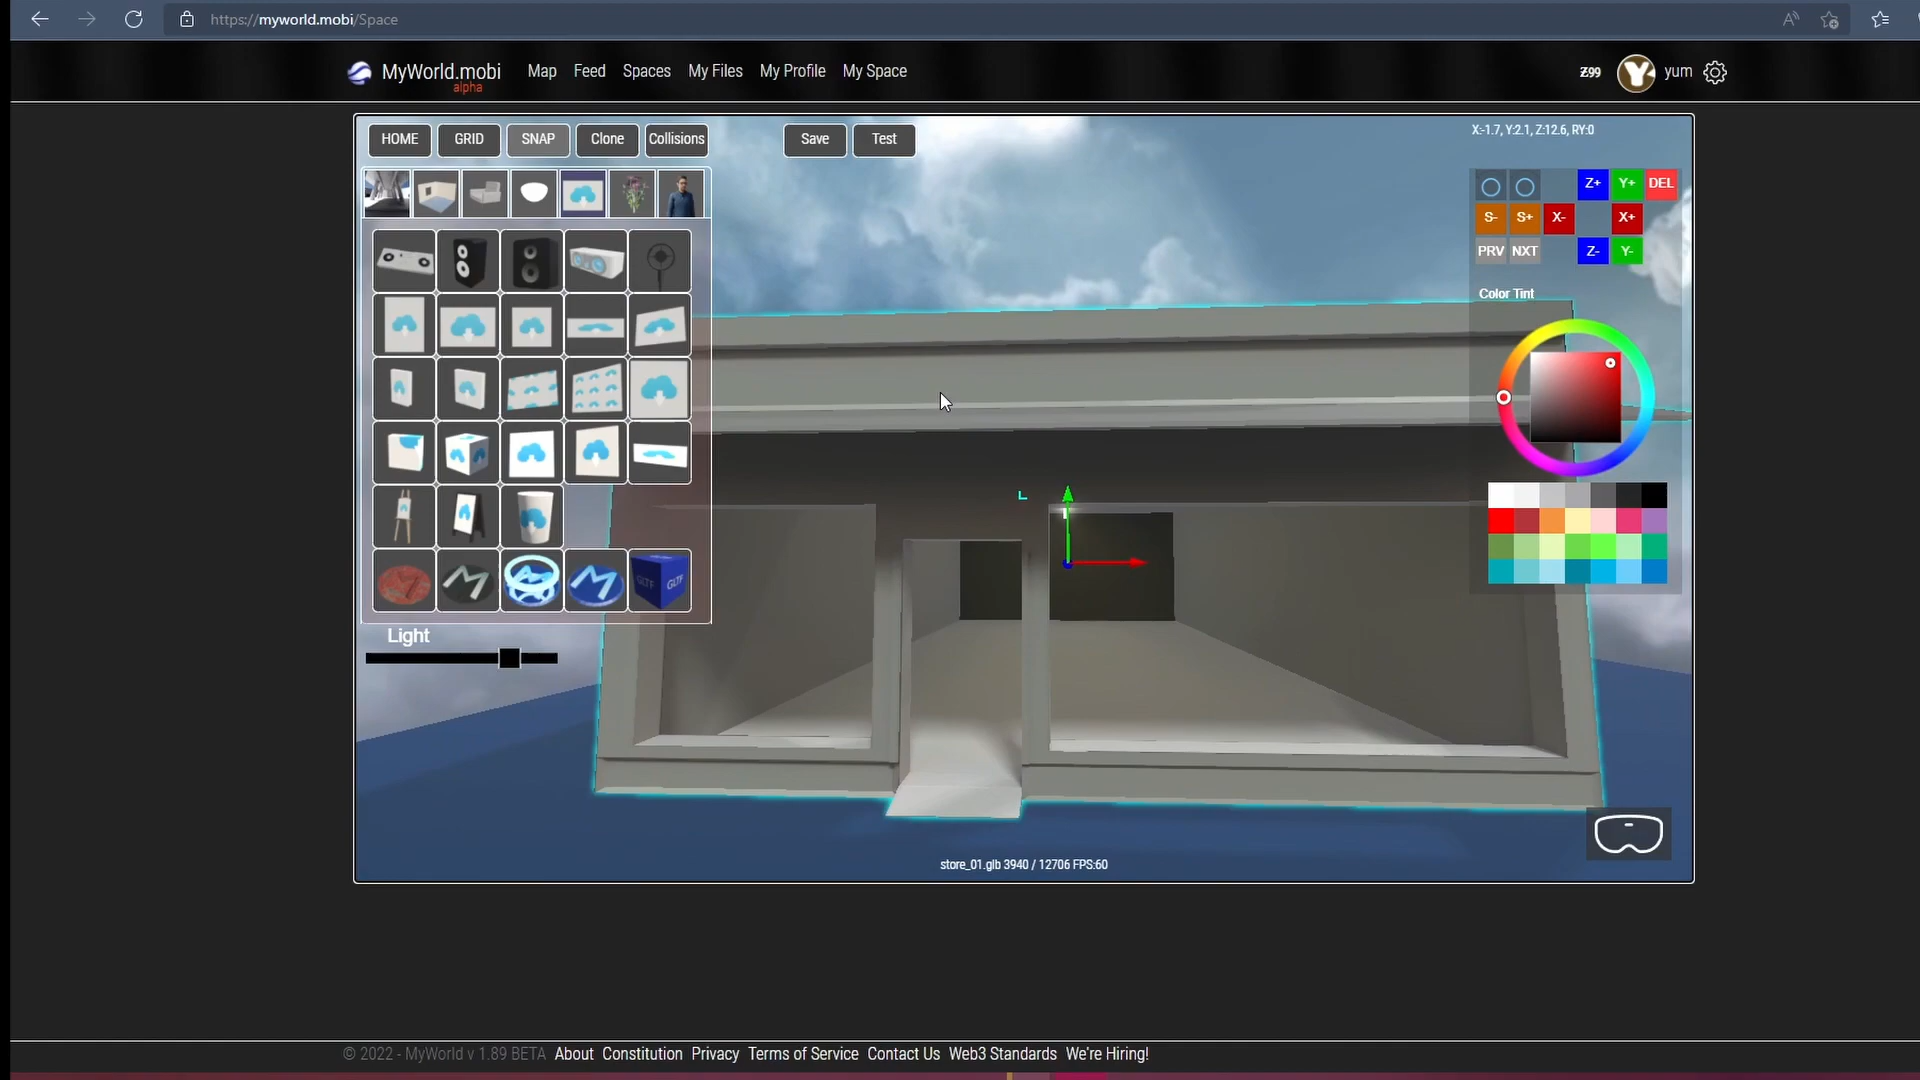 https://myworld.mobi/Space
MyWorld.mobi
alpha
Map Feed Spaces My Files My Profile My Space
Ƶ99
yum
HOME GRID SNAP Clone Collisions Save Test
X:-1.7, Y:2.1, Z:12.6, RY:0
Z+ Y+ DEL
S- S+ X- X+
PRV NXT Z- Y-
Color Tint
GLTF GLTF
Light
store_01.glb 3940 / 12706 FPS:60
© 2022 - MyWorld v 1.89 BETA About Constitution Privacy Terms of Service Contact Us Web3 Standards We're Hiring!